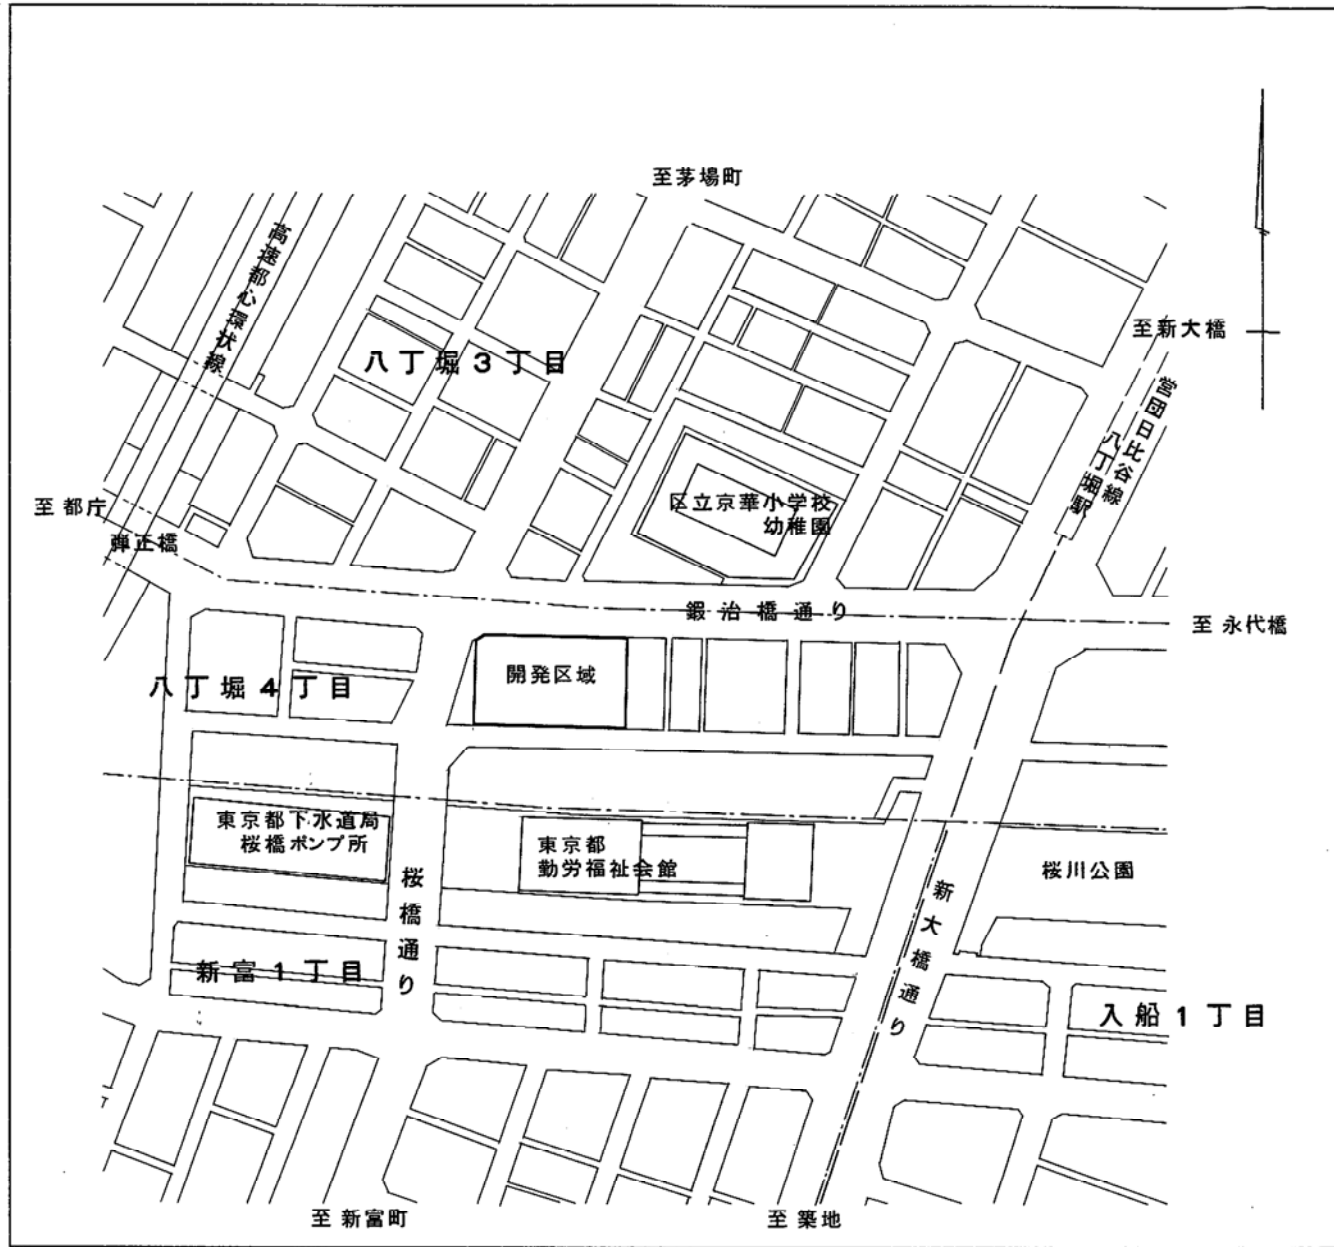 至茅場町
高速都心環状線
至新大橋
八丁堀3丁目
営団日比谷線
八丁堀駅
至都庁
区立京華小学校
幼稚園
弾正橋
鍛治橋通り
至 永代橋
開発区域
八丁堀4丁目
東京都下水道局
桜橋ポンプ所
東京都
勤労福祉会館
桜川公園
桜橋通り
新大橋通り
新富1丁目
入船1丁目
至 新富町
至 築地